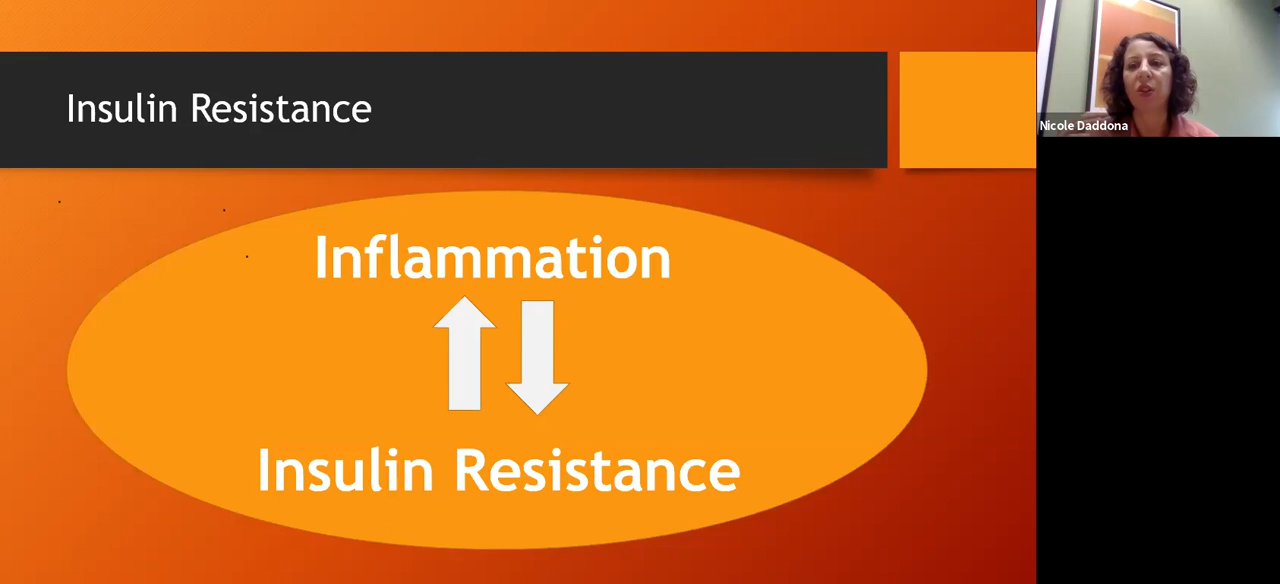 Insulin Resistance
Nicole Daddona
Inflammation
Insulin Resistance